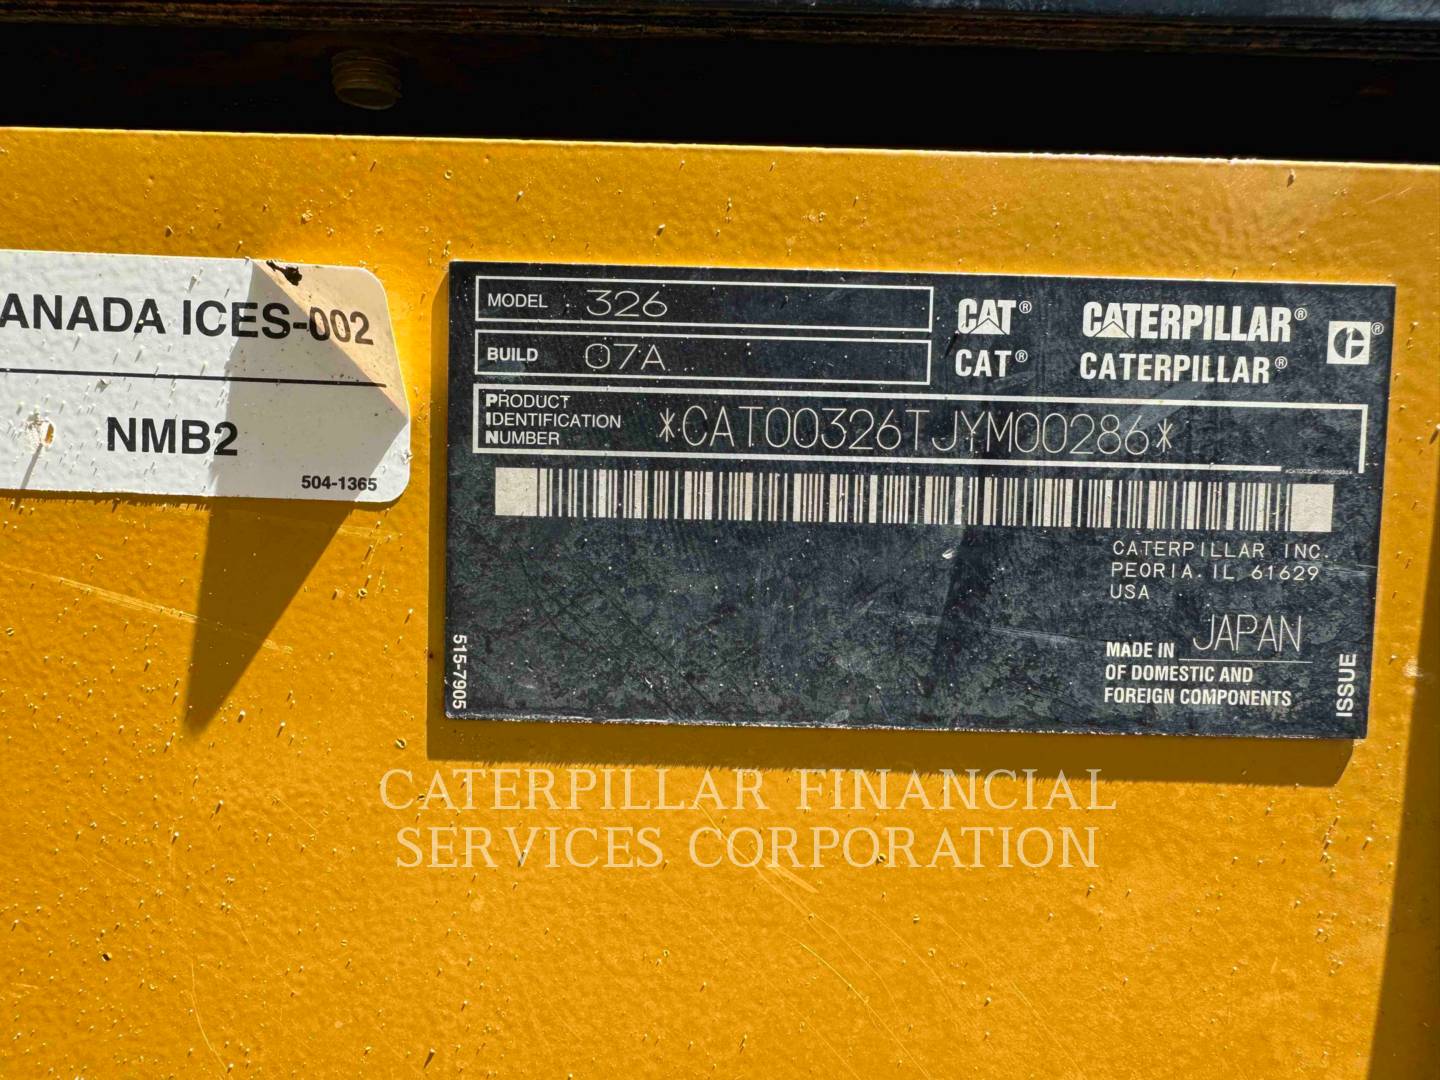 ANADA ICES-002
NMB2
504-1365
MODEL 326
BUILD 07A
CAT® CATERPILLAR® ®
CAT® CATERPILLAR®
PRODUCT
IDENTIFICATION
NUMBER
*CAT00326TJYM00286*
CATERPILLAR INC.
PEORIA. IL 61629
USA
MADE IN JAPAN
OF DOMESTIC AND
FOREIGN COMPONENTS
515-7905
ISSUE
CATERPILLAR FINANCIAL
SERVICES CORPORATION